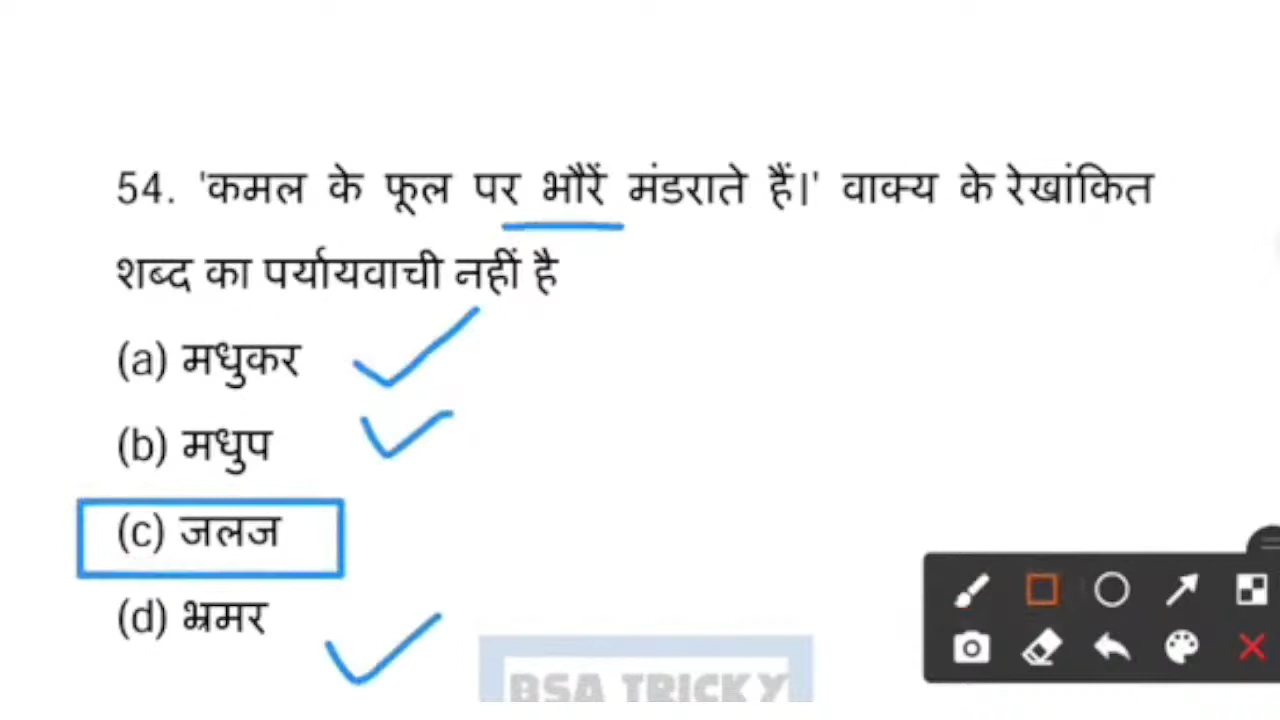 54. 'कमल के फूल पर भौरें मंडराते हैं।' वाक्य के रेखांकित
शब्द का पर्यायवाची नहीं है
(a) मधुकर
(b) मधुप
(c) जलज
(d) भ्रमर
BSA TRICKY